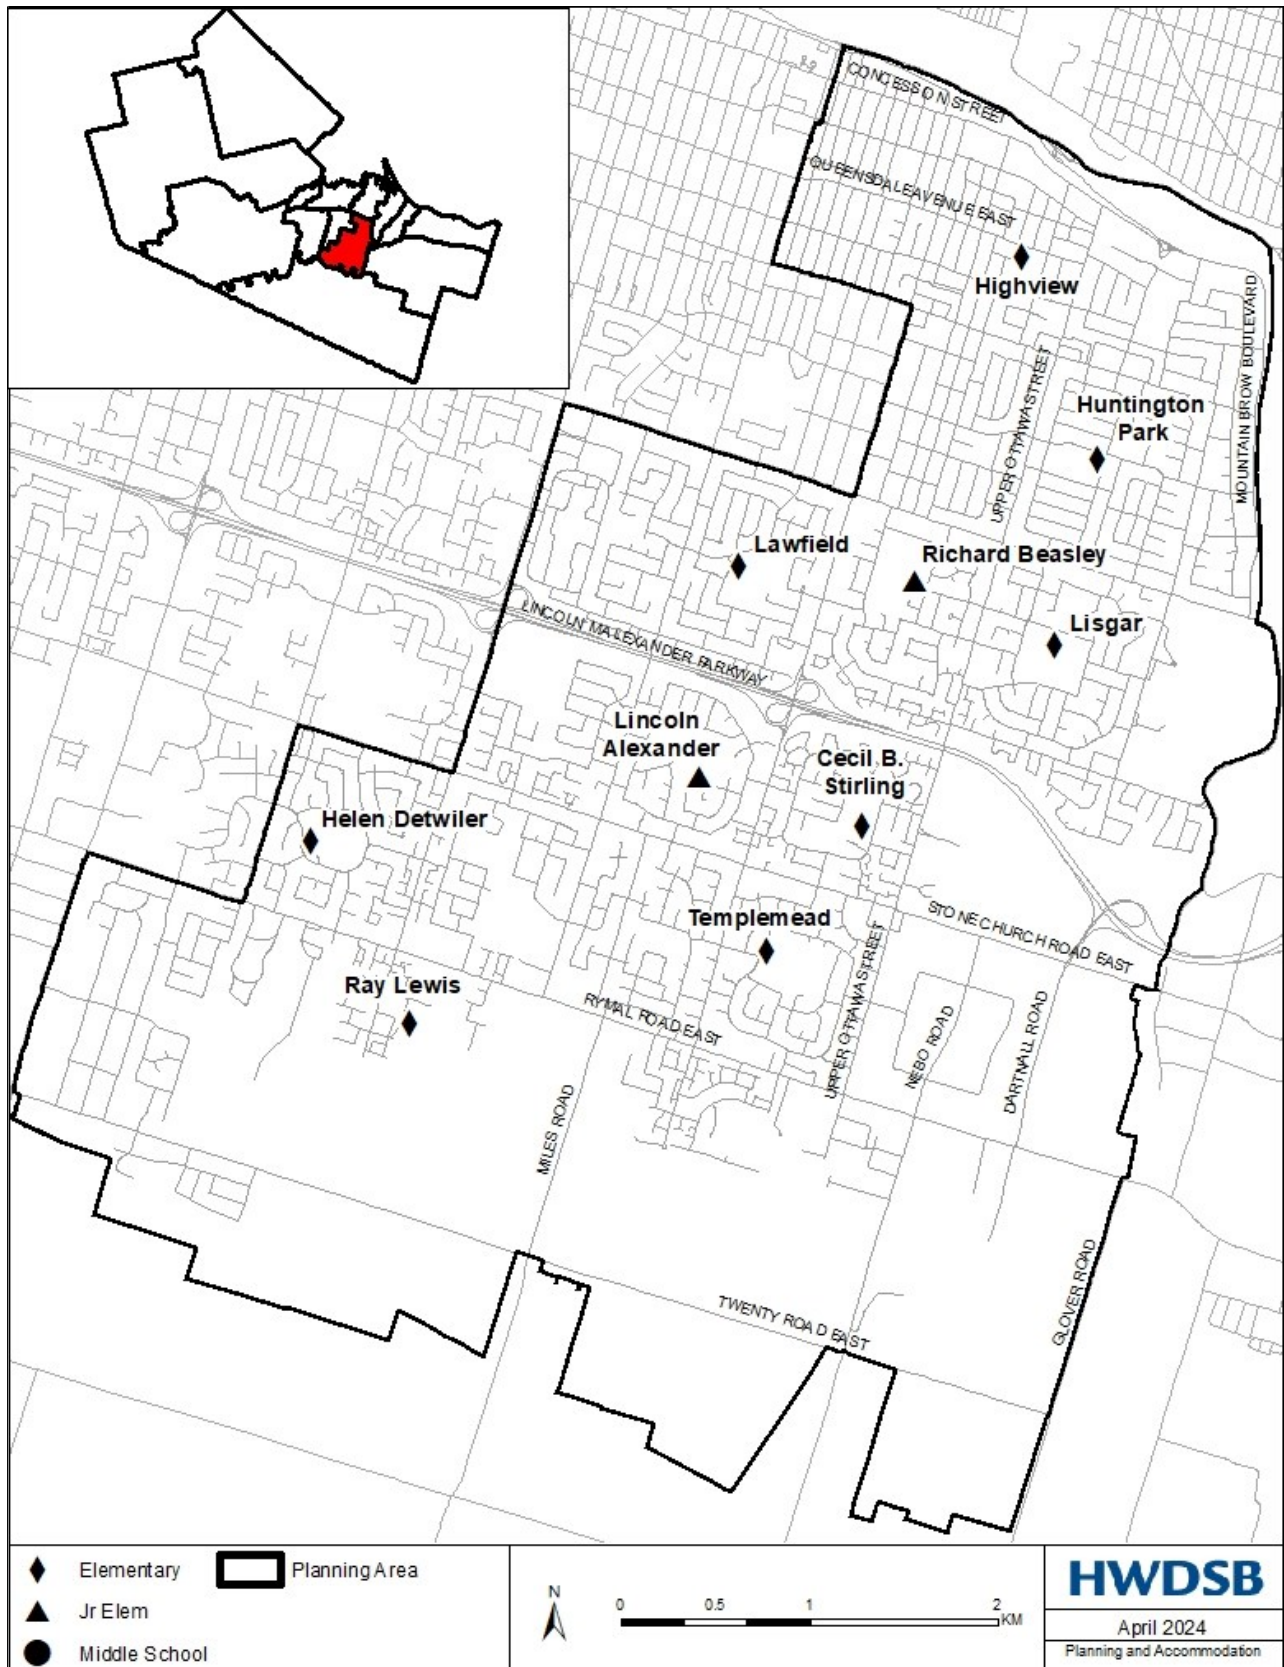 CONCESSION STREET
QUEENSDALE AVENUE EAST
Highview
MOUNTAIN BROW BOULEVARD
UPPER OTTAWA STREET
Huntington
Park
Lawfield
Richard Beasley
LINCOLN M ALEXANDER PARKWAY
Lisgar
Lincoln
Alexander
Cecil B.
Stirling
Helen Detwiler
Templemead
STONE CHURCH ROAD EAST
UPPER OTTAWA STREET
Ray Lewis
RYMAL ROAD EAST
NEBO ROAD
DARTNALL ROAD
MILES ROAD
GLOVER ROAD
TWENTY ROAD EAST
Elementary
Planning Area
Jr Elem
Middle School
N
0 0.5 1 2
KM
HWDSB
April 2024
Planning and Accommodation